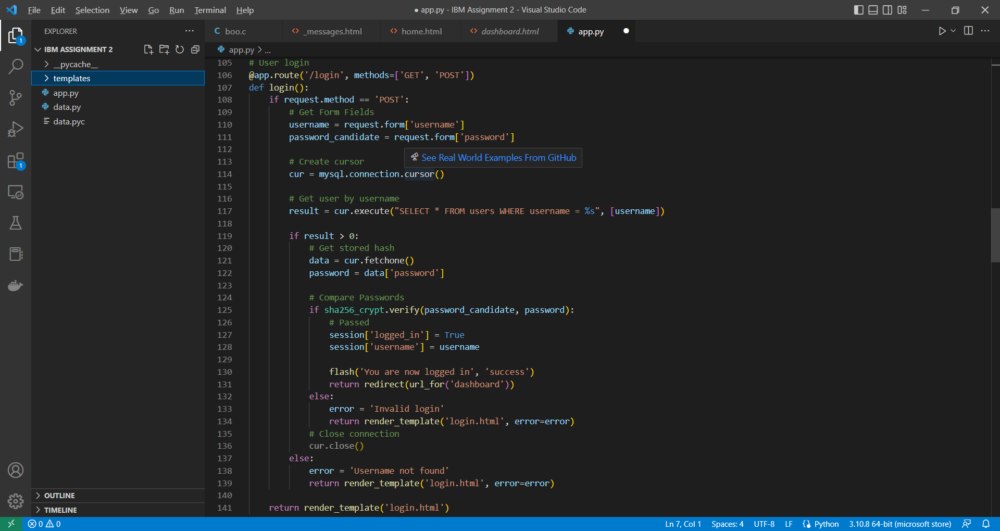 File Edit Selection View Go Run Terminal Help
● app.py - IBM Assignment 2 - Visual Studio Code
EXPLORER
IBM ASSIGNMENT 2
__pycache__
templates
app.py
data.py
data.pyc
OUTLINE
TIMELINE
1
1
C boo.c
<> _messages.html
<> home.html
<> dashboard.html
app.py
app.py > ...
105 # User login
106 @app.route('/login', methods=['GET', 'POST'])
107 def login():
108 if request.method == 'POST':
109 # Get Form Fields
110 username = request.form['username']
111 password_candidate = request.form['password']
112
See Real World Examples From GitHub
113 # Create cursor
114 cur = mysql.connection.cursor()
115
116 # Get user by username
117 result = cur.execute("SELECT * FROM users WHERE username = %s", [username])
118
119 if result > 0:
120 # Get stored hash
121 data = cur.fetchone()
122 password = data['password']
123
124 # Compare Passwords
125 if sha256_crypt.verify(password_candidate, password):
126 # Passed
127 session['logged_in'] = True
128 session['username'] = username
129
130 flash('You are now logged in', 'success')
131 return redirect(url_for('dashboard'))
132 else:
133 error = 'Invalid login'
134 return render_template('login.html', error=error)
135 # Close connection
136 cur.close()
137 else:
138 error = 'Username not found'
139 return render_template('login.html', error=error)
140
141 return render_template('login.html')
0 0
Ln 7, Col 1 Spaces: 4 UTF-8 LF Python 3.10.8 64-bit (microsoft store)